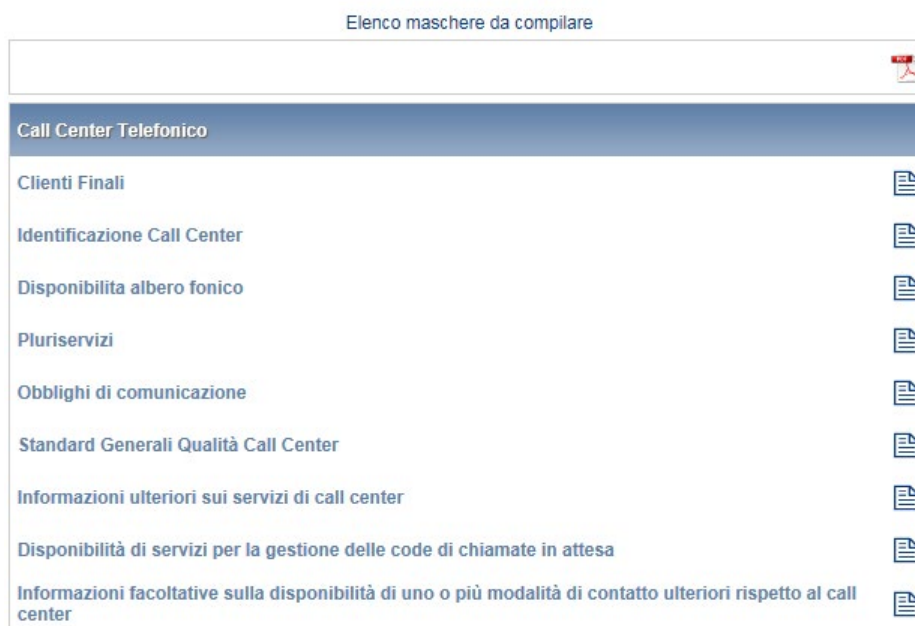 Elenco maschere da compilare
PDF
Call Center Telefonico
Clienti Finali
Identificazione Call Center
Disponibilita albero fonico
Pluriservizi
Obblighi di comunicazione
Standard Generali Qualità Call Center
Informazioni ulteriori sui servizi di call center
Disponibilità di servizi per la gestione delle code di chiamate in attesa
Informazioni facoltative sulla disponibilità di uno o più modalità di contatto ulteriori rispetto al call
center